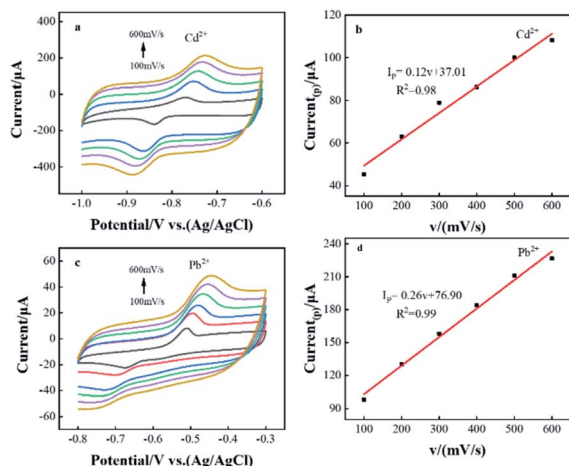 a
600mV/s
100mV/s
Cd²⁺
Current/μA
400
200
0
-200
-400
-1.0 -0.9 -0.8 -0.7 -0.6
Potential/V vs.(Ag/AgCl)
b
Cd²⁺
Iₚ= 0.12v+37.01
R²=0.98
Current₍ₚ₎/μA
120
100
80
60
40
100 200 300 400 500 600
v/(mV/s)
c
600mV/s
100mV/s
Pb²⁺
Current/μA
60
40
20
0
-20
-40
-60
-0.8 -0.7 -0.6 -0.5 -0.4 -0.3
Potential/V vs.(Ag/AgCl)
d
Pb²⁺
Iₚ= 0.26v+76.90
R²=0.99
Current₍ₚ₎/μA
240
210
180
150
120
90
100 200 300 400 500 600
v/(mV/s)